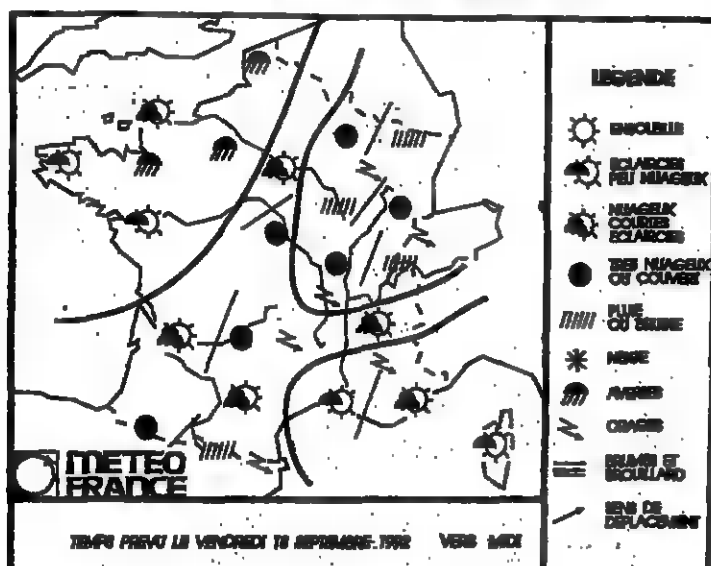 LEGENDE
ENSOLEILLE
ECLAIRCIES
PEU NUAGEUX
NUAGEUX
COURTES
ECLAIRCIES
TRES NUAGEUX
OU COUVERT
PLUIE
OU BRUINE
NEIGE
AVERSES
ORAGES
BRUMES ET
BROUILLARD
SENS DE
DEPLACEMENT
METEO
FRANCE
TEMPS PREVU LE VENDREDI 18 SEPTEMBRE 1992 VERS MIDI